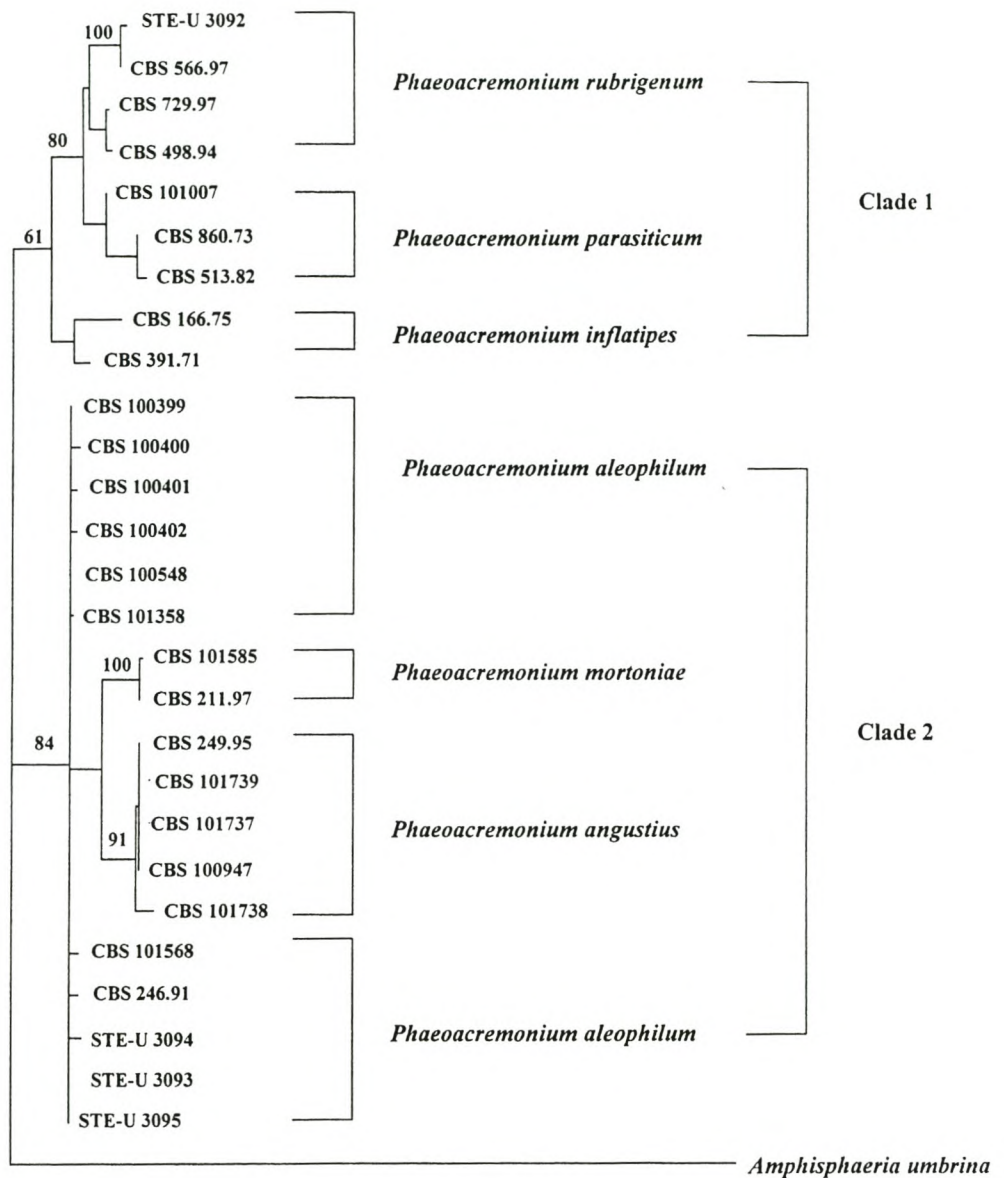 STE-U 3092
100
CBS 566.97
Phaeoacremonium rubrigenum
CBS 729.97
80
CBS 498.94
CBS 101007
Clade 1
61
CBS 860.73
Phaeoacremonium parasiticum
CBS 513.82
CBS 166.75
Phaeoacremonium inflatipes
CBS 391.71
CBS 100399
CBS 100400
Phaeoacremonium aleophilum
CBS 100401
CBS 100402
CBS 100548
CBS 101358
CBS 101585
100
Phaeoacremonium mortoniae
CBS 211.97
Clade 2
84
CBS 249.95
CBS 101739
CBS 101737
Phaeoacremonium angustius
91
CBS 100947
CBS 101738
CBS 101568
CBS 246.91
STE-U 3094
Phaeoacremonium aleophilum
STE-U 3093
STE-U 3095
Amphisphaeria umbrina